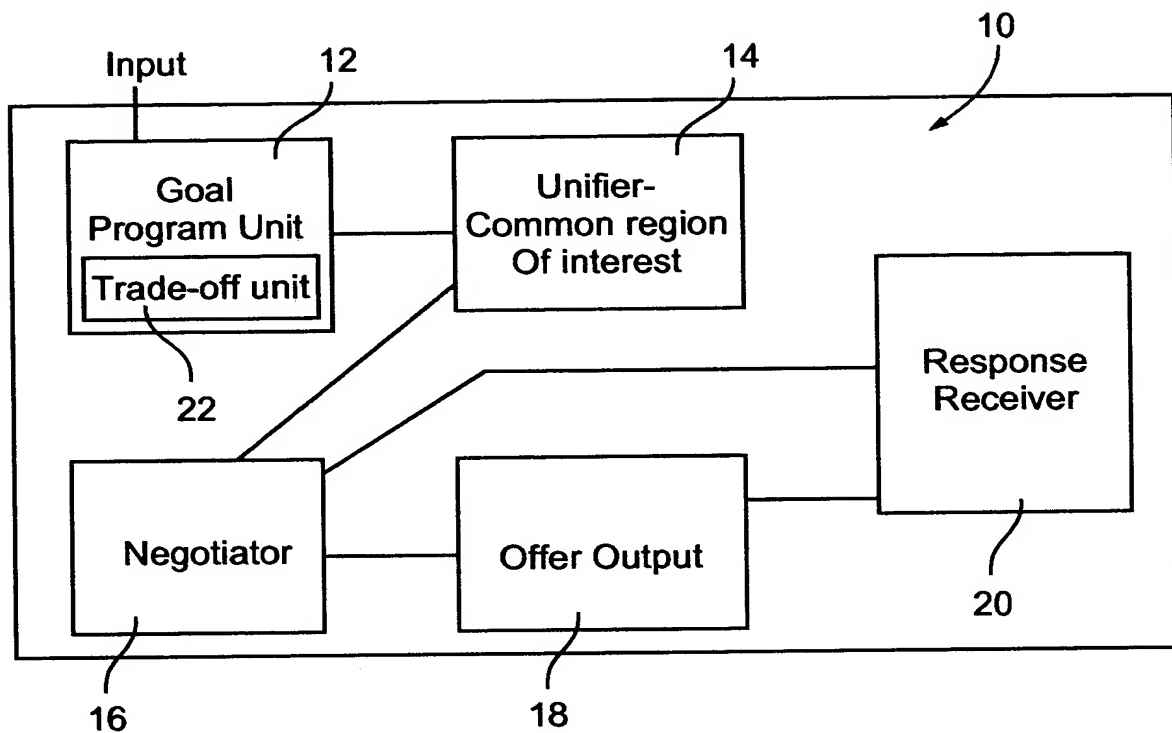 10
Input
12
14
Goal
Program Unit
Trade-off unit
22
Unifier-
Common region
Of interest
Response
Receiver
20
Negotiator
16
Offer Output
18